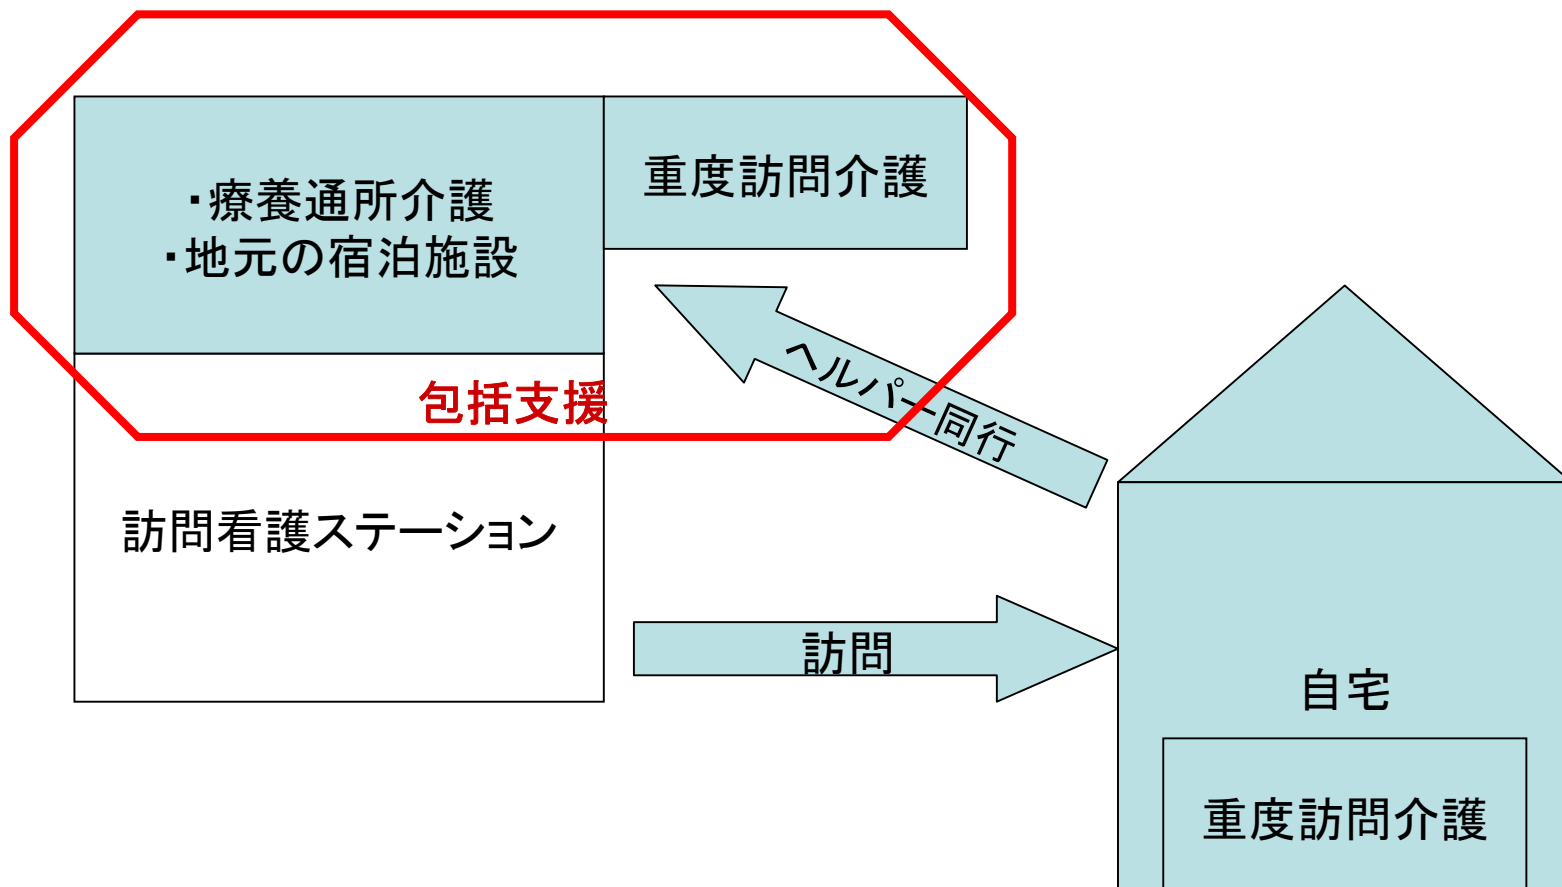 ・療養通所介護
・地元の宿泊施設
重度訪問介護
包括支援
ヘルパー同行
訪問看護ステーション
訪問
自宅
重度訪問介護